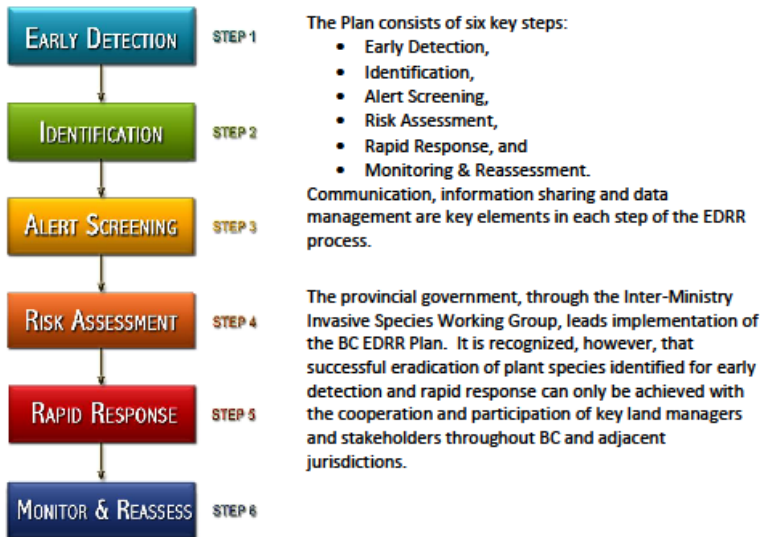 EARLY DETECTION STEP 1
IDENTIFICATION STEP 2
ALERT SCREENING STEP 3
RISK ASSESSMENT STEP 4
RAPID RESPONSE STEP 5
MONITOR & REASSESS STEP 6
The Plan consists of six key steps:
• Early Detection,
• Identification,
• Alert Screening,
• Risk Assessment,
• Rapid Response, and
• Monitoring & Reassessment.
Communication, information sharing and data
management are key elements in each step of the EDRR
process.
The provincial government, through the Inter-Ministry
Invasive Species Working Group, leads implementation of
the BC EDRR Plan.  It is recognized, however, that
successful eradication of plant species identified for early
detection and rapid response can only be achieved with
the cooperation and participation of key land managers
and stakeholders throughout BC and adjacent
jurisdictions.